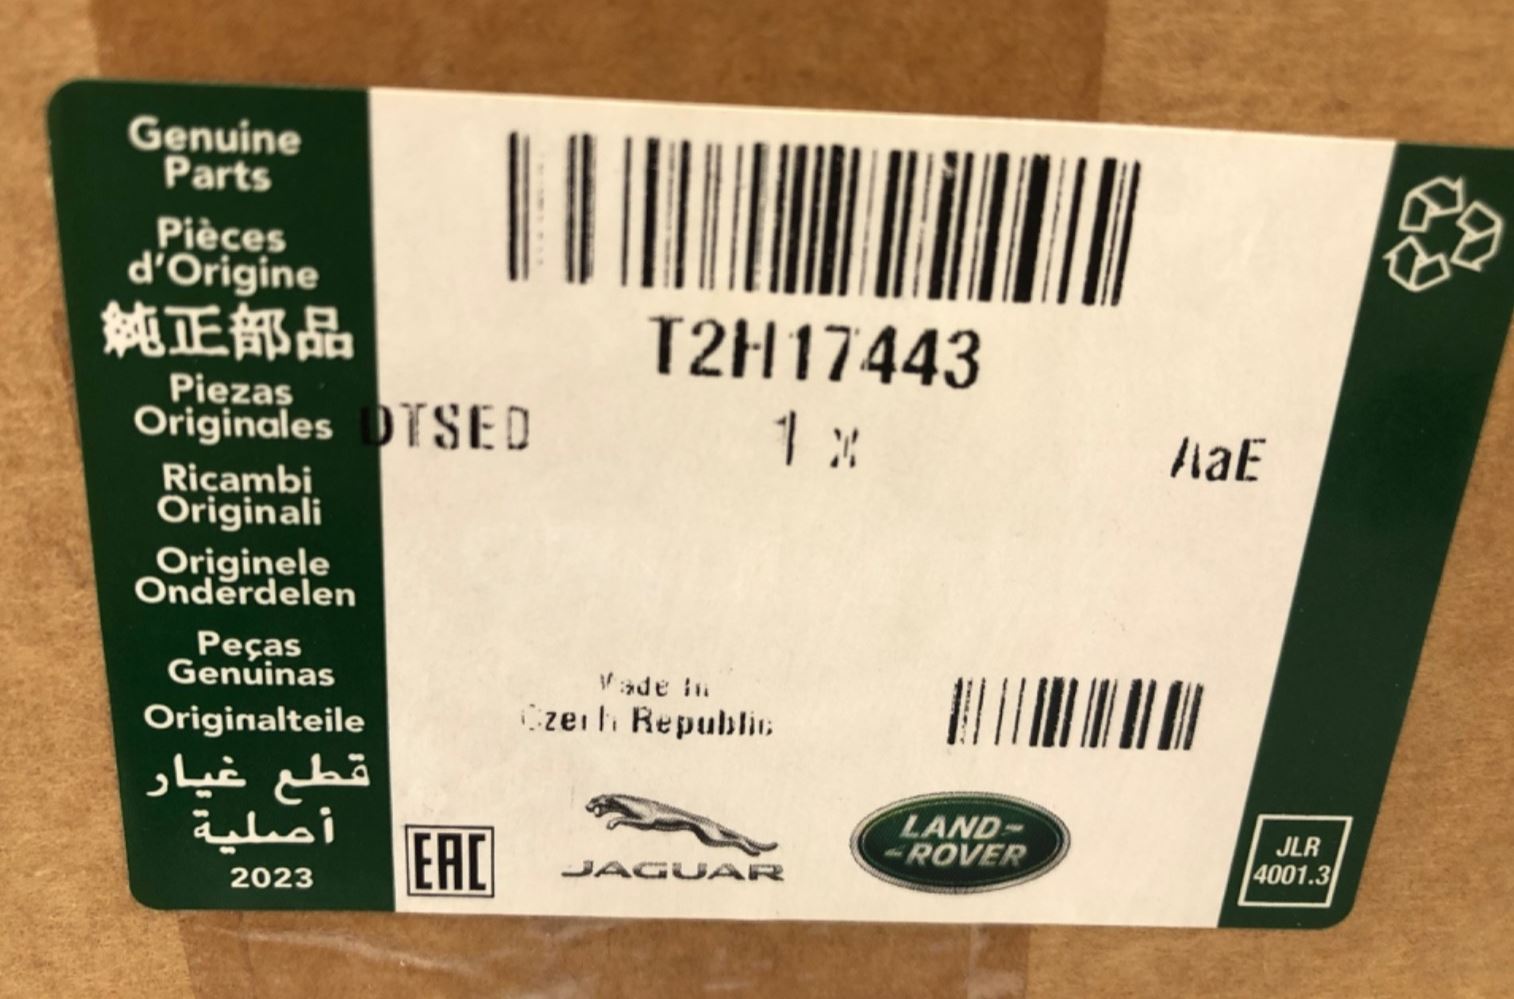 Genuine
Parts
Pièces
d'Origine
純正部品
Piezas
Originales
Ricambi
Originali
Originele
Onderdelen
Peças
Genuinas
Originalteile
قطع غيار
أصلية
2023
T2H17443
DTSED 1 x AaE
Made In
Czech Republic
EAC
JAGUAR
LAND-
-ROVER
JLR
4001.3